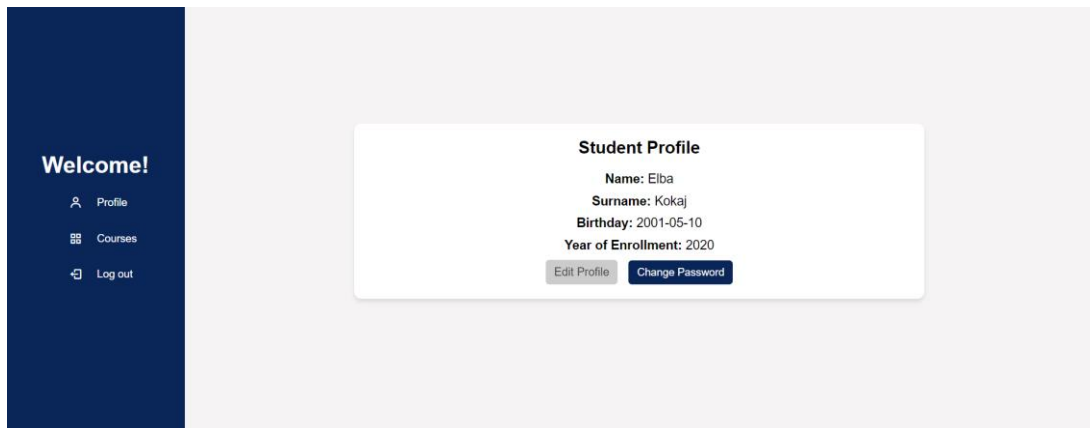 Welcome!
Profile
Courses
Log out
Student Profile
Name: Elba
Surname: Kokaj
Birthday: 2001-05-10
Year of Enrollment: 2020
Edit Profile Change Password